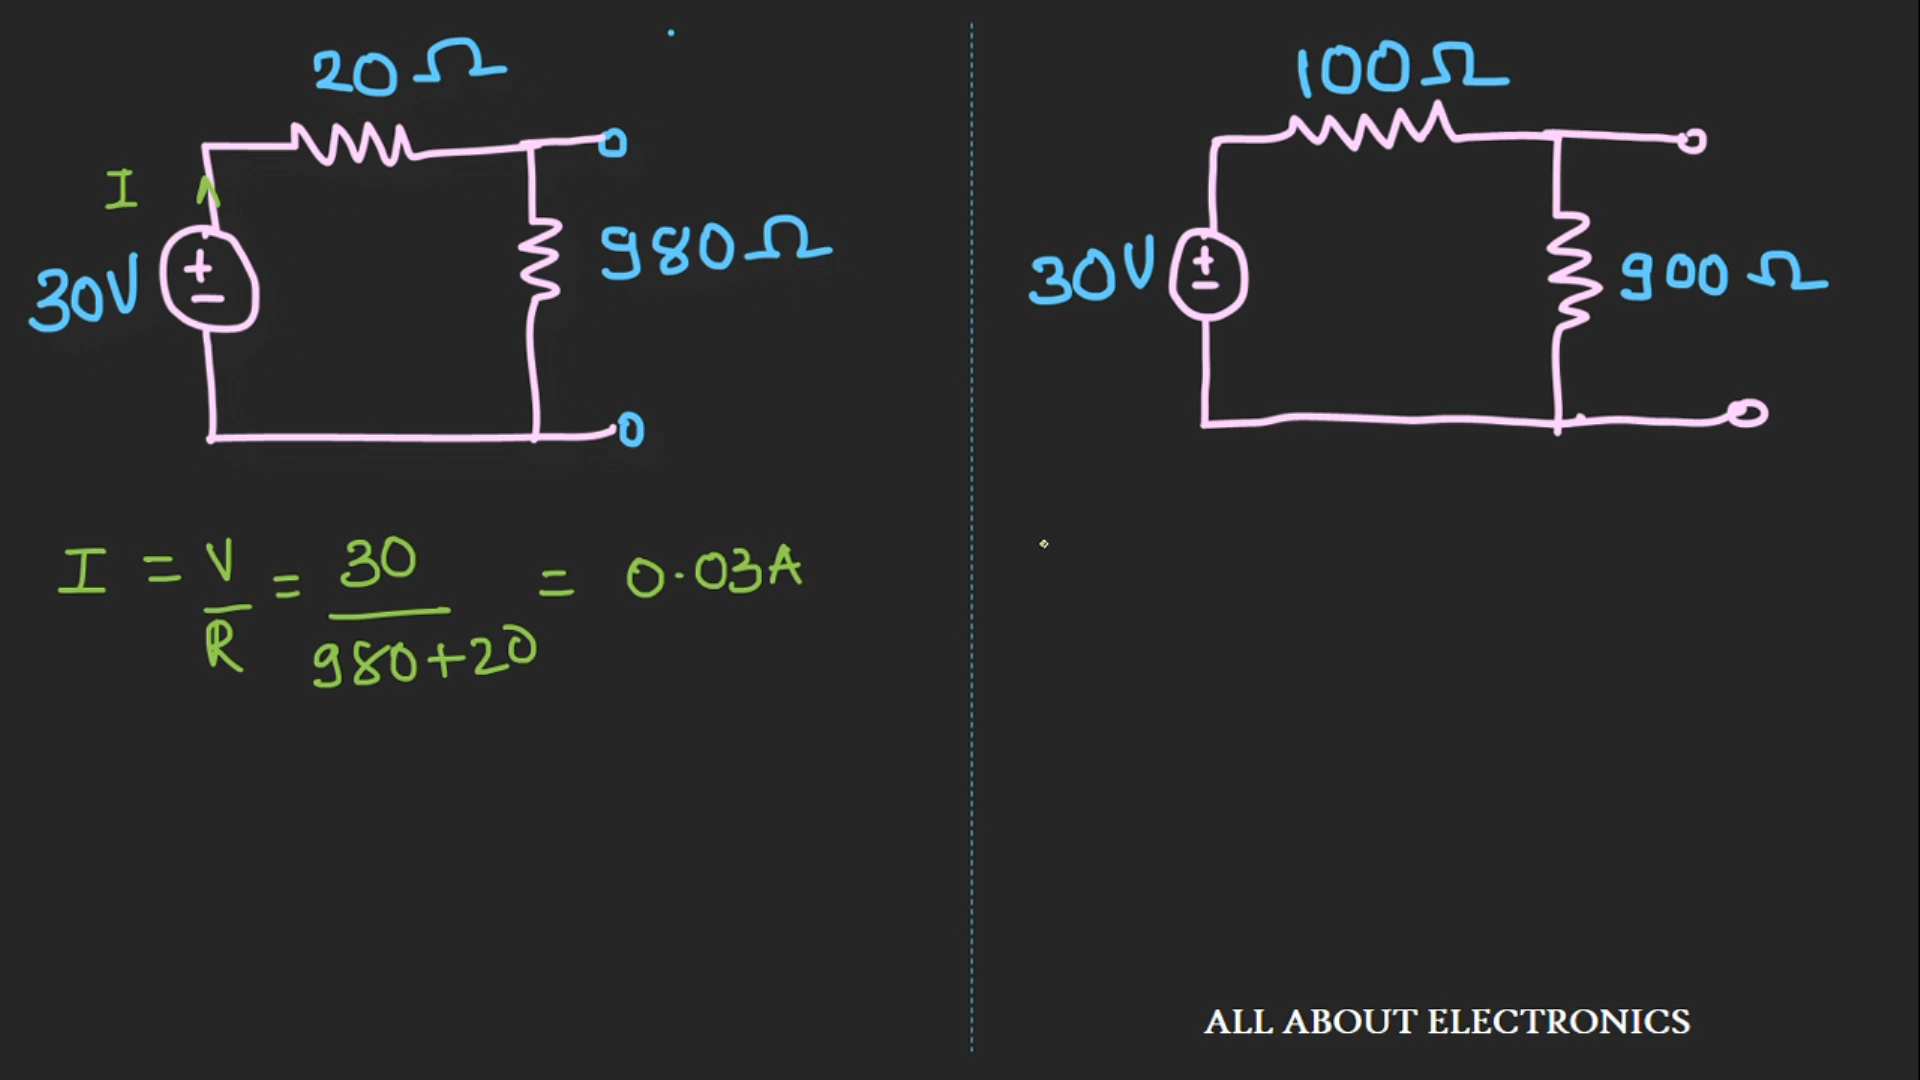 20Ω
I
30V
980Ω
I = V/R = 30/980+20 = 0.03A
100Ω
30V
900Ω
ALL ABOUT ELECTRONICS